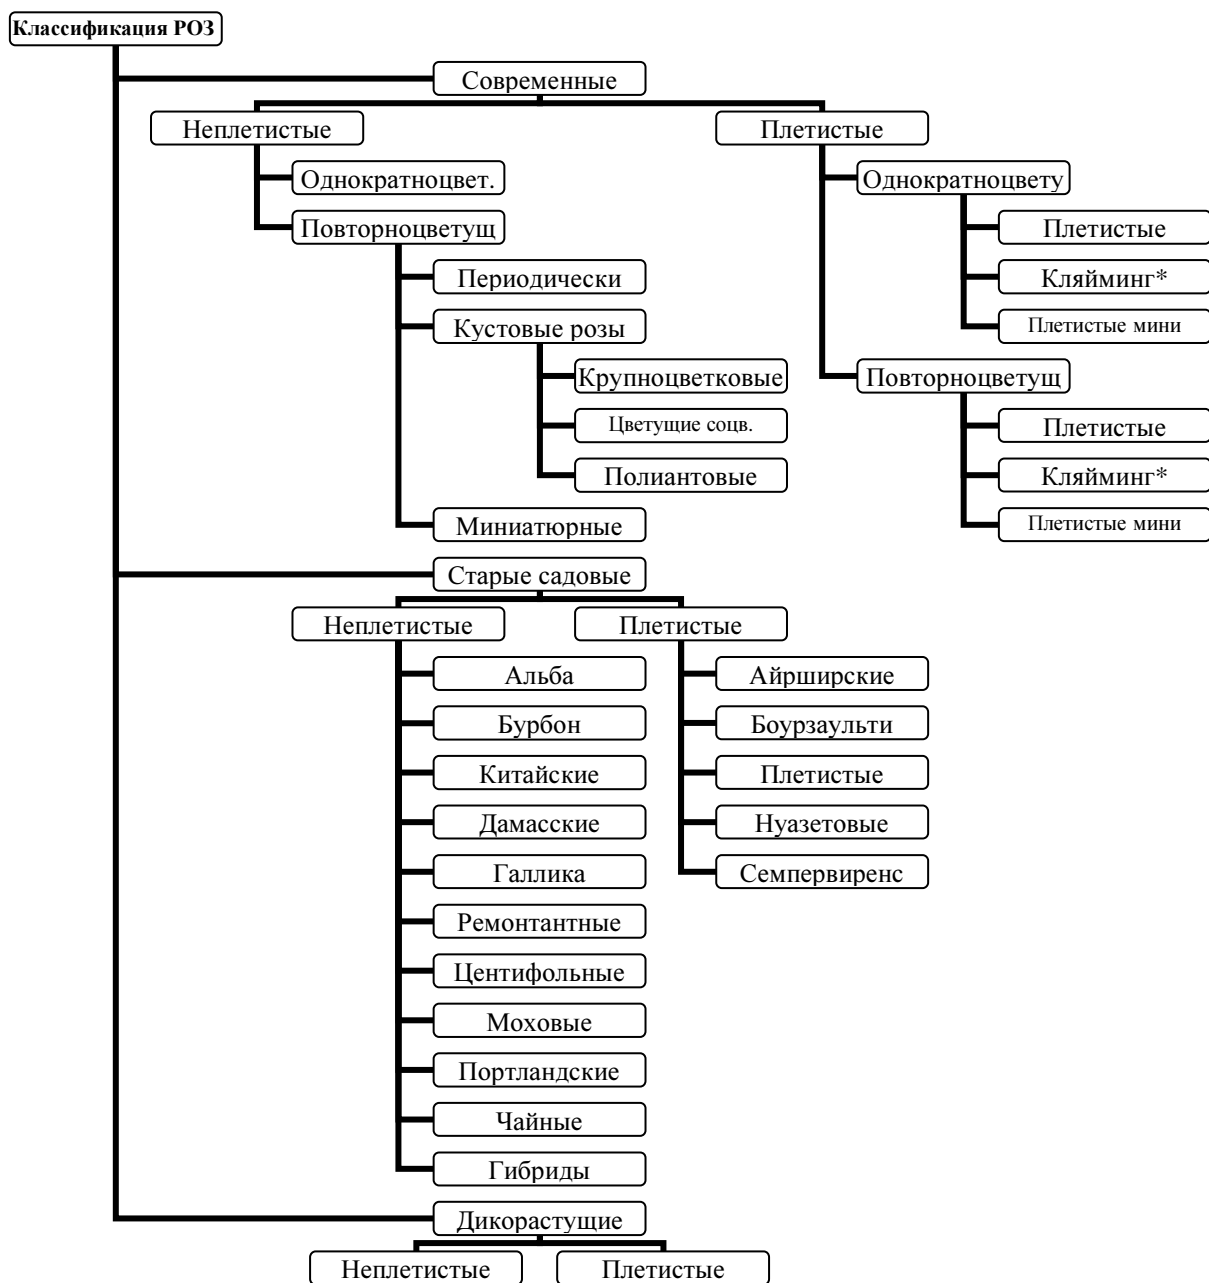 Классификация РОЗ
Современные
Неплетистые
Плетистые
Однократноцвет.
Однократноцвету
Повторноцветущ
Плетистые
Периодически
Кляйминг*
Кустовые розы
Плетистые мини
Крупноцветковые
Повторноцветущ
Цветущие соцв.
Плетистые
Полиантовые
Кляйминг*
Миниатюрные
Плетистые мини
Старые садовые
Неплетистые
Плетистые
Альба
Айрширские
Бурбон
Боурзаульти
Китайские
Плетистые
Дамасские
Нуазетовые
Галлика
Семпервиренс
Ремонтантные
Центифольные
Моховые
Портландские
Чайные
Гибриды
Дикорастущие
Неплетистые
Плетистые